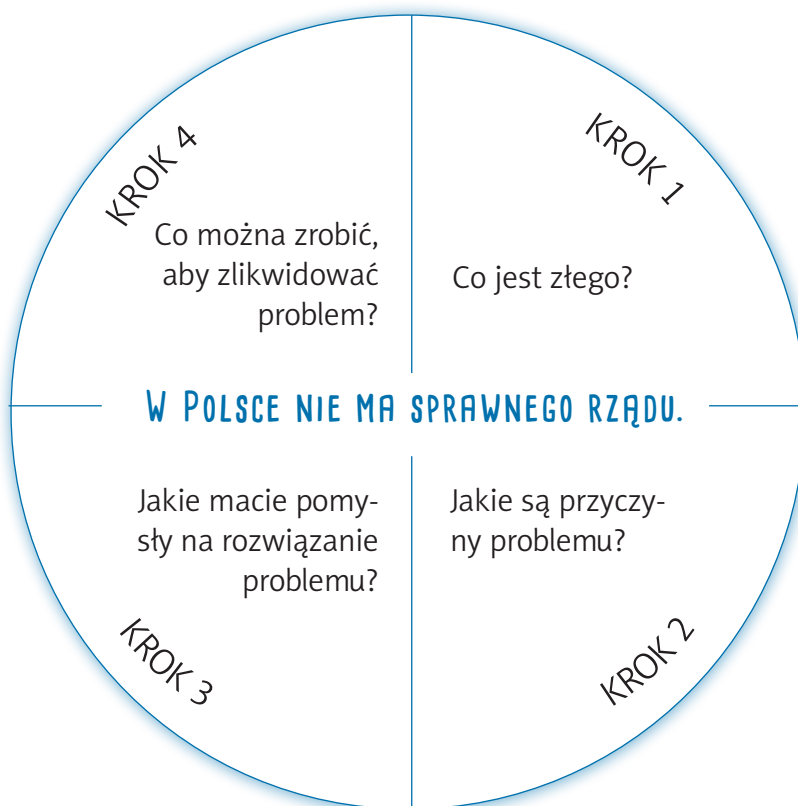 KROK 4
Co można zrobić,
aby zlikwidować
problem?
KROK 1
Co jest złego?
W POLSCE NIE MA SPRAWNEGO RZĄDU.
Jakie macie pomy-
sły na rozwiązanie
problemu?
KROK 3
Jakie są przyczy-
ny problemu?
KROK 2